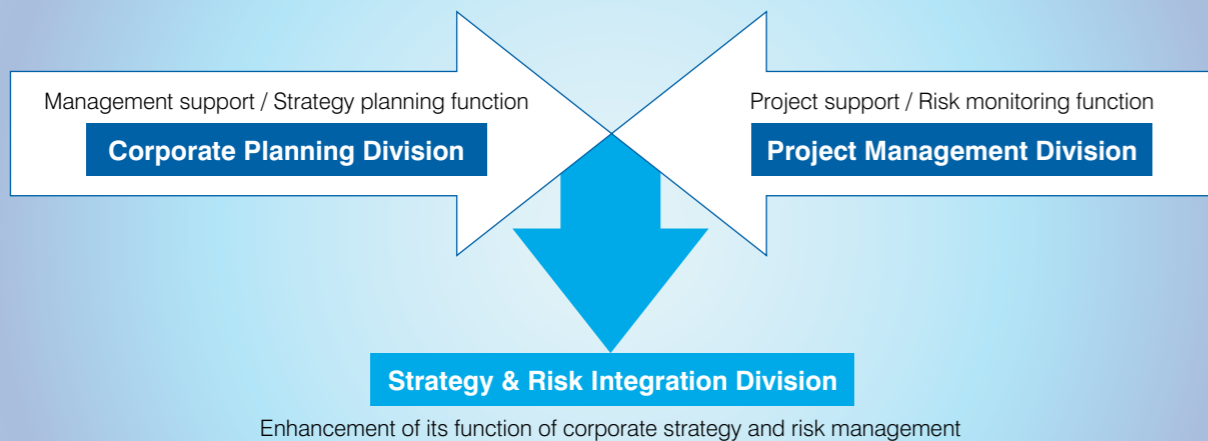 Management support / Strategy planning function
Corporate Planning Division
Project support / Risk monitoring function
Project Management Division
Strategy & Risk Integration Division
Enhancement of its function of corporate strategy and risk management